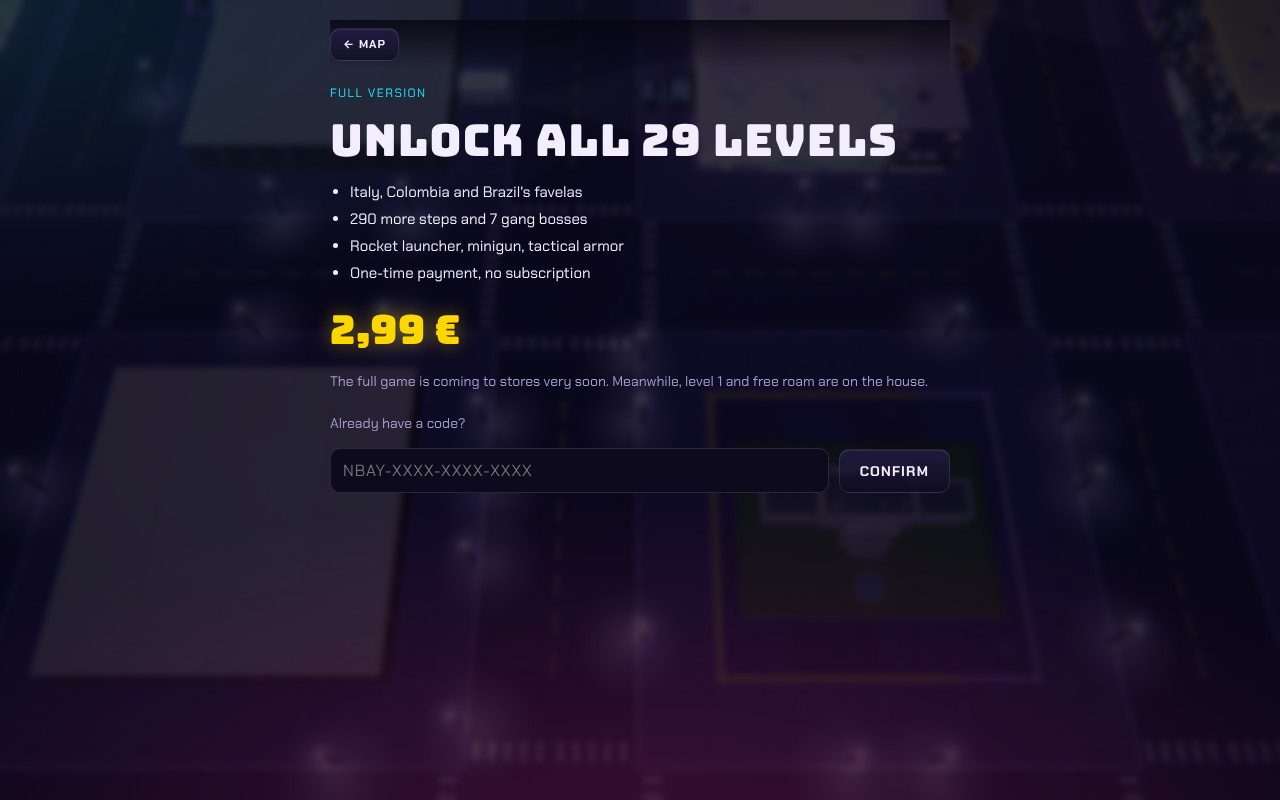 ← MAP
FULL VERSION
UNLOCK ALL 29 LEVELS
• Italy, Colombia and Brazil's favelas
• 290 more steps and 7 gang bosses
• Rocket launcher, minigun, tactical armor
• One-time payment, no subscription
2,99 €
The full game is coming to stores very soon. Meanwhile, level 1 and free roam are on the house.
Already have a code?
NBAY-XXXX-XXXX-XXXX
CONFIRM